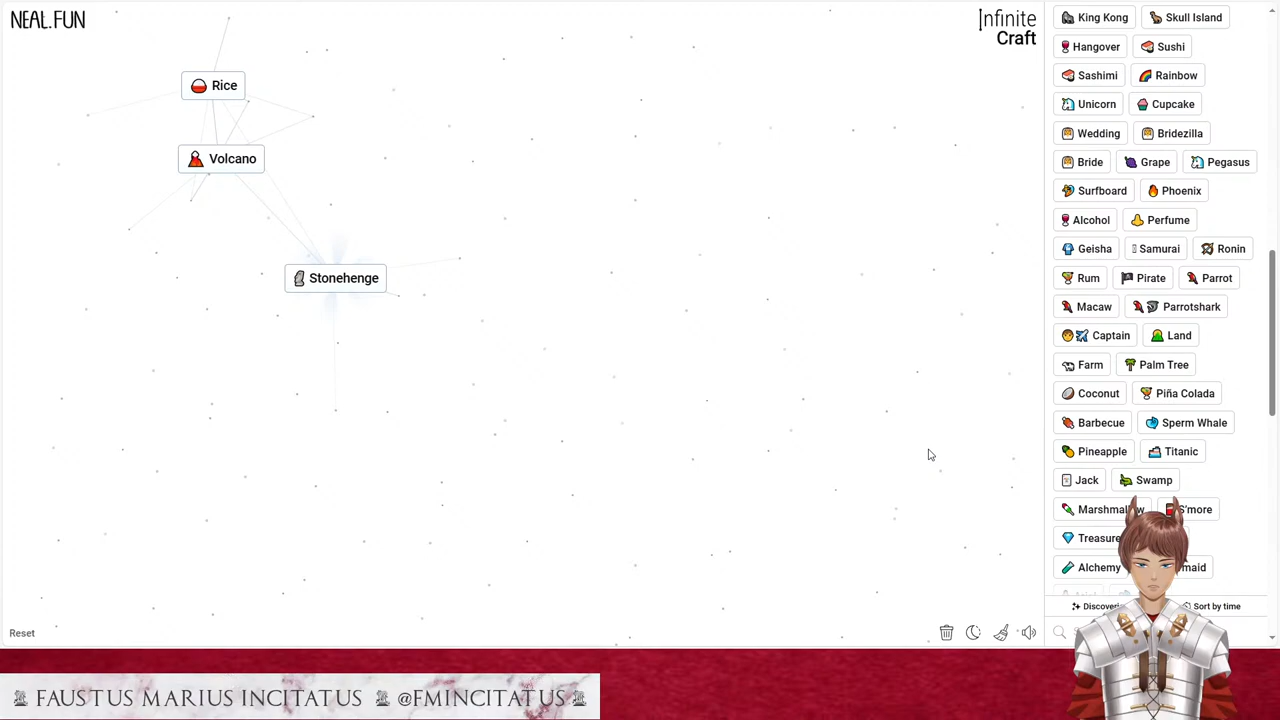 NEAL.FUN
Infinite
Craft
Rice
Volcano
Stonehenge
King Kong
Skull Island
Hangover
Sushi
Sashimi
Rainbow
Unicorn
Cupcake
Wedding
Bridezilla
Bride
Grape
Pegasus
Surfboard
Phoenix
Alcohol
Perfume
Geisha
Samurai
Ronin
Rum
Pirate
Parrot
Macaw
Parrotshark
Captain
Land
Farm
Palm Tree
Coconut
Piña Colada
Barbecue
Sperm Whale
Pineapple
Titanic
Jack
Swamp
Treasure
Alchemy
Sort by time
Reset
FAUSTUS MARIUS INCITATUS @FMINCITATUS